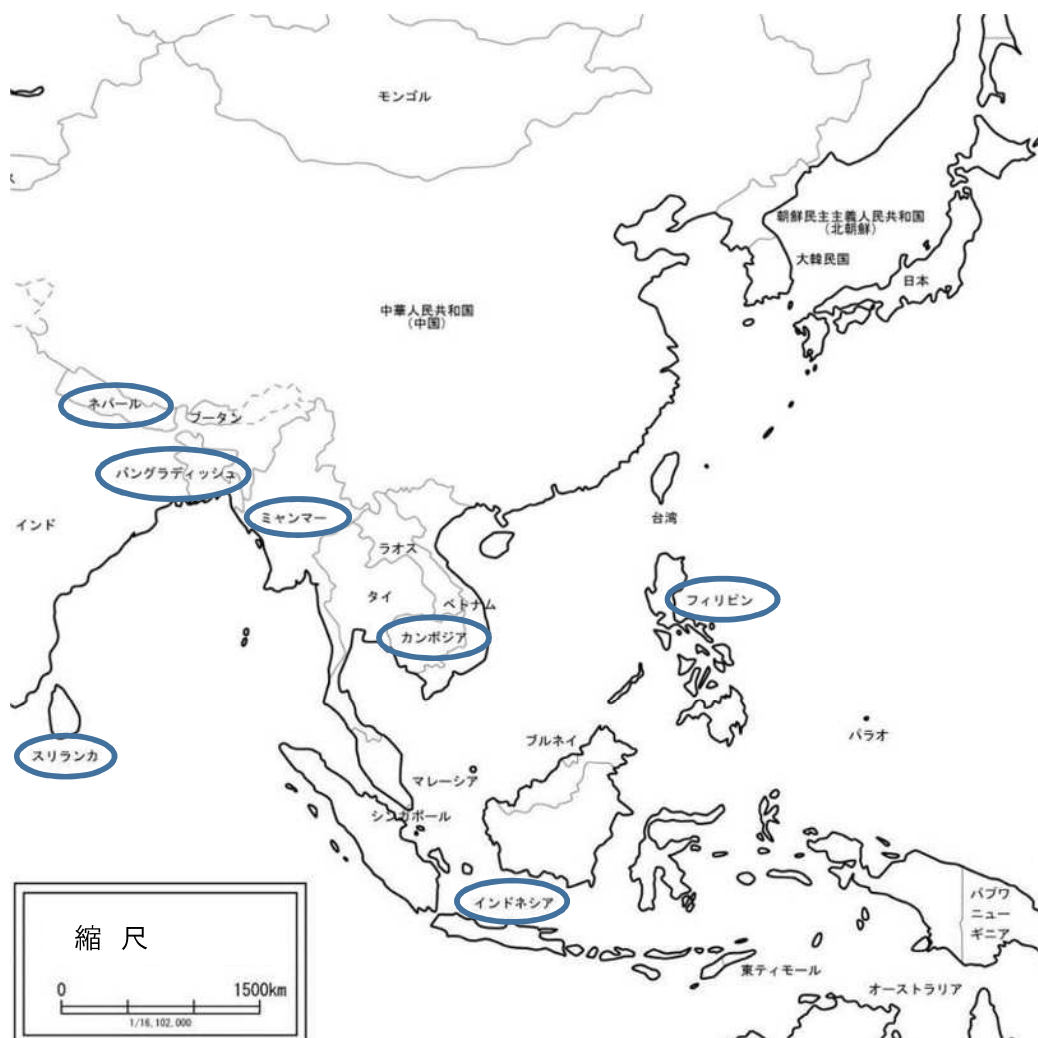 モンゴル
朝鮮民主主義人民共和国
(北朝鮮)
大韓民国
日本
中華人民共和国
(中国)
ネパール
ブータン
バングラディッシュ
ミャンマー
インド
台湾
ラオス
タイ
ベトナム
フィリピン
カンボジア
スリランカ
ブルネイ
パラオ
マレーシア
シンガポール
インドネシア
パプワ
ニュー
ギニア
東ティモール
オーストラリア
縮 尺
0 1500km
1/16,102,000